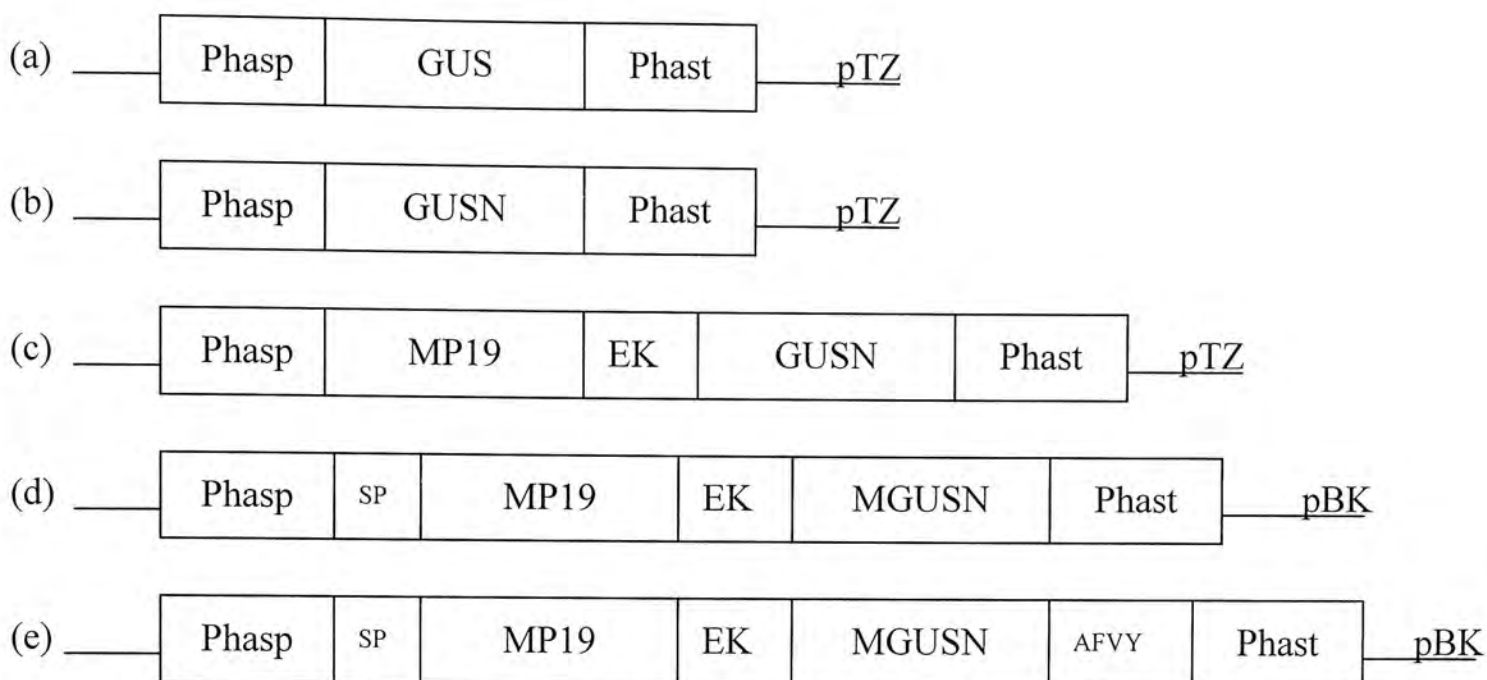 (a) Phasp GUS Phast pTZ
(b) Phasp GUSN Phast pTZ
(c) Phasp MP19 EK GUSN Phast pTZ
(d) Phasp SP MP19 EK MGUSN Phast pBK
(e) Phasp SP MP19 EK MGUSN AFVY Phast pBK